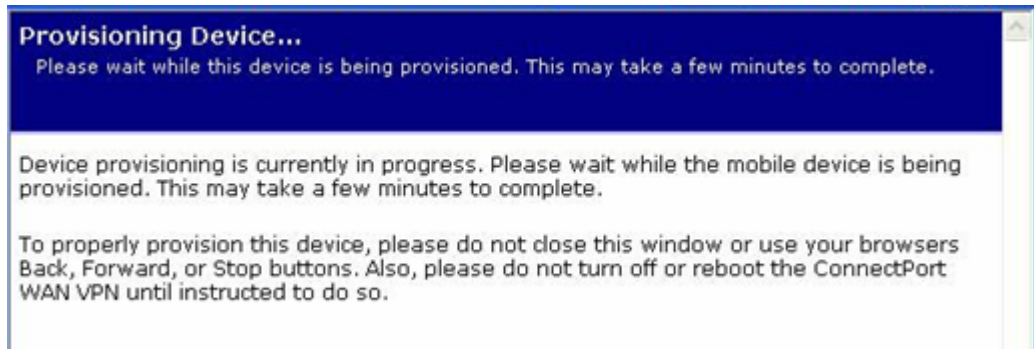 Provisioning Device...
Please wait while this device is being provisioned. This may take a few minutes to complete.
Device provisioning is currently in progress. Please wait while the mobile device is being
provisioned. This may take a few minutes to complete.
To properly provision this device, please do not close this window or use your browsers
Back, Forward, or Stop buttons. Also, please do not turn off or reboot the ConnectPort
WAN VPN until instructed to do so.